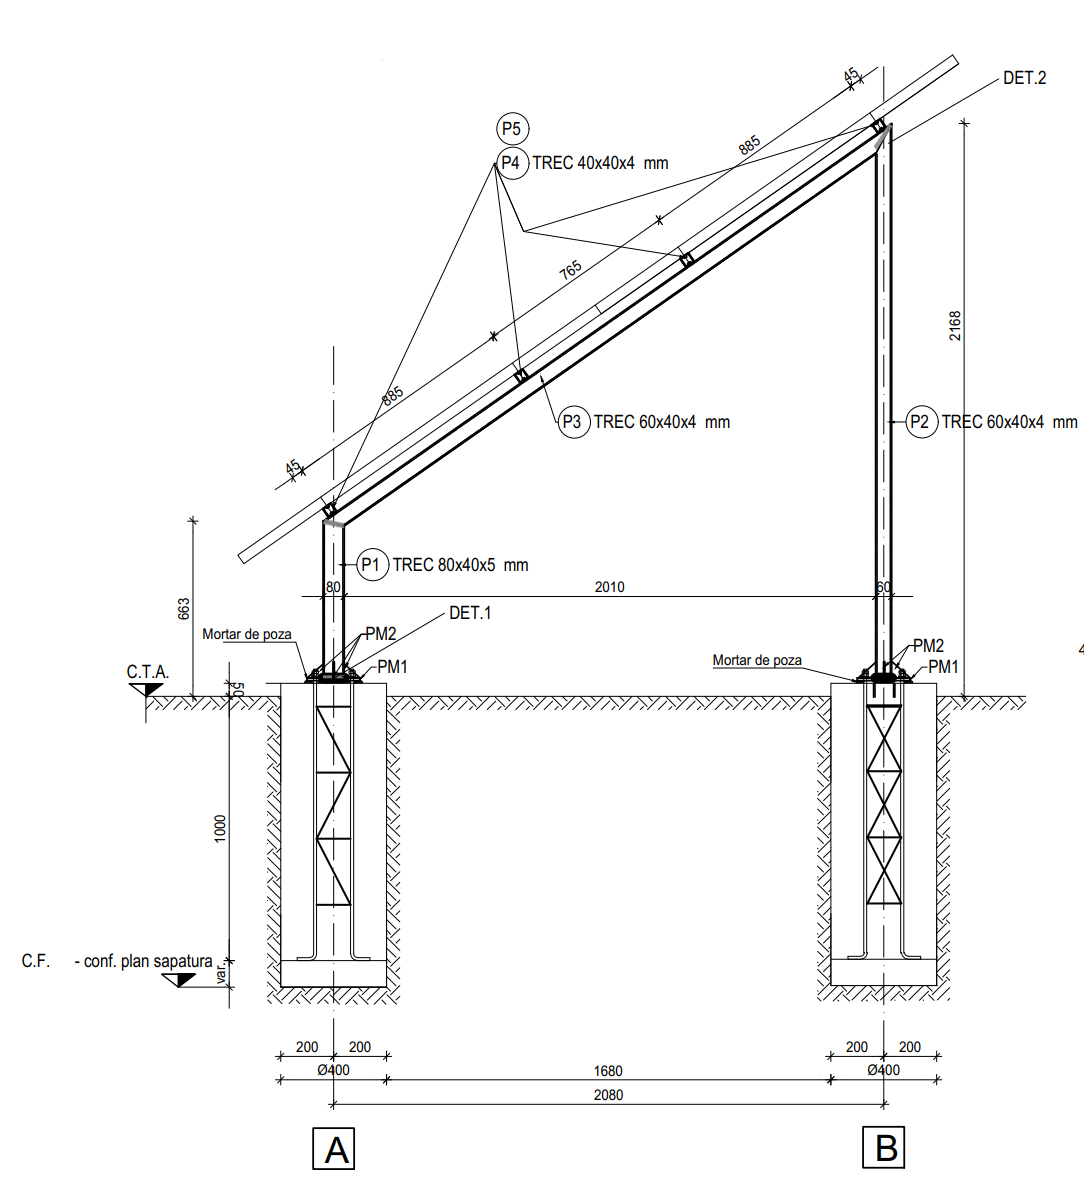 45
DET.2
P5
885
P4 TREC 40x40x4 mm
765
2168
885
P3 TREC 60x40x4 mm
P2 TREC 60x40x4 mm
45
P1 TREC 80x40x5 mm
80
2010
60
663
DET.1
Mortar de poza
PM2
PM2
Mortar de poza
PM1
PM1
C.T.A.
50
4
1000
C.F. - conf. plan sapatura
var.
200
200
200
200
Ø400
1680
Ø400
2080
A
B